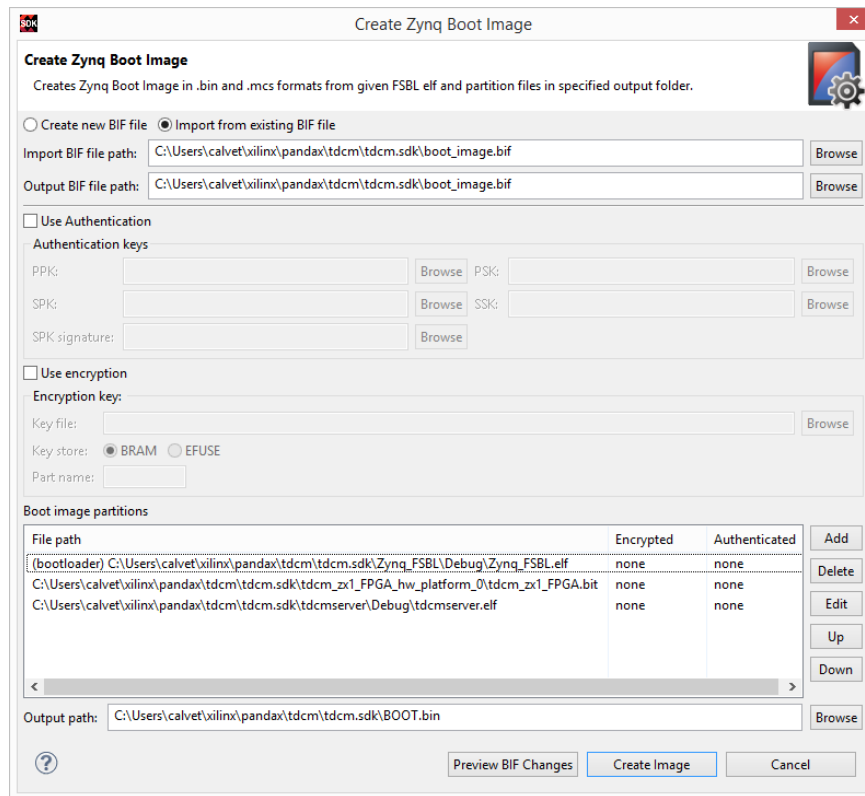 SDK Create Zynq Boot Image
Create Zynq Boot Image
Creates Zynq Boot Image in .bin and .mcs formats from given FSBL elf and partition files in specified output folder.
Create new BIF file Import from existing BIF file
Import BIF file path: C:\Users\calvet\xilinx\pandax\tdcm\tdcm.sdk\boot_image.bif Browse
Output BIF file path: C:\Users\calvet\xilinx\pandax\tdcm\tdcm.sdk\boot_image.bif Browse
Use Authentication
Authentication keys
PPK: Browse PSK: Browse
SPK: Browse SSK: Browse
SPK signature: Browse
Use encryption
Encryption key:
Key file: Browse
Key store: BRAM EFUSE
Part name:
Boot image partitions
File path Encrypted Authenticated Add
(bootloader) C:\Users\calvet\xilinx\pandax\tdcm\tdcm.sdk\Zynq_FSBL\Debug\Zynq_FSBL.elf none none
C:\Users\calvet\xilinx\pandax\tdcm\tdcm.sdk\tdcm_zx1_FPGA_hw_platform_0\tdcm_zx1_FPGA.bit none none Delete
C:\Users\calvet\xilinx\pandax\tdcm\tdcm.sdk\tdcmserver\Debug\tdcmserver.elf none none Edit
Up
Down
Output path: C:\Users\calvet\xilinx\pandax\tdcm\tdcm.sdk\BOOT.bin Browse
? Preview BIF Changes Create Image Cancel